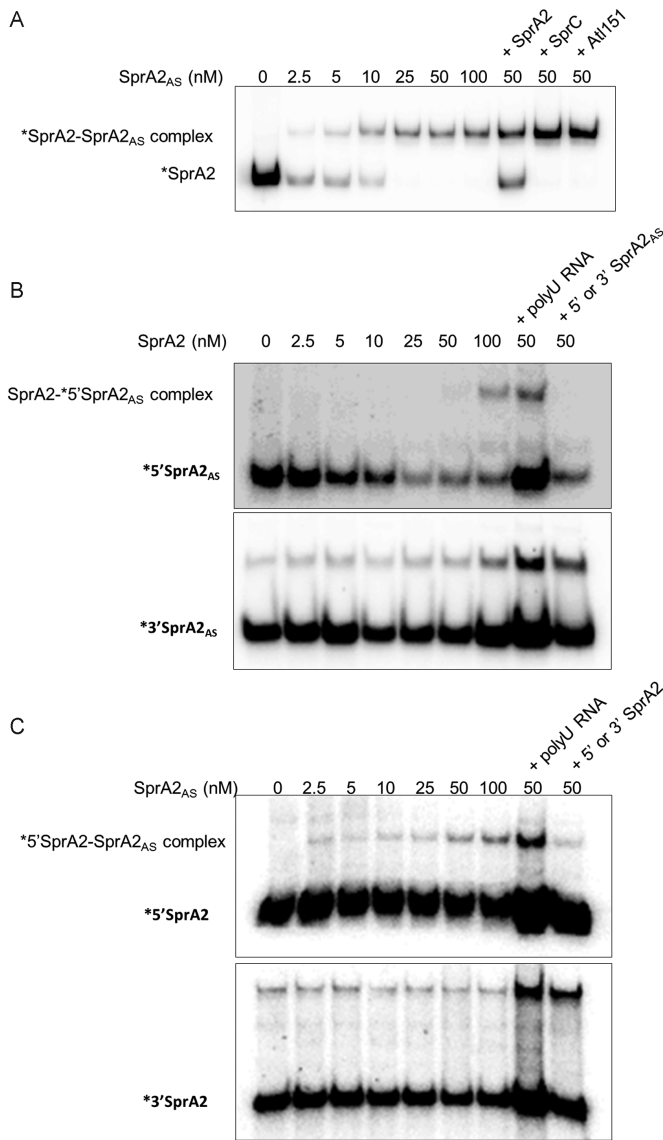 A
+ SprA2
+ SprC
+ Atl151
SprA2AS (nM) 0 2.5 5 10 25 50 100 50 50 50
*SprA2-SprA2AS complex
*SprA2
B
+ polyU RNA
+ 5' or 3' SprA2AS
SprA2 (nM) 0 2.5 5 10 25 50 100 50 50
SprA2-*5'SprA2AS complex
*5'SprA2AS
*3'SprA2AS
C
+ polyU RNA
+ 5' or 3' SprA2
SprA2AS (nM) 0 2.5 5 10 25 50 100 50 50
*5'SprA2-SprA2AS complex
*5'SprA2
*3'SprA2